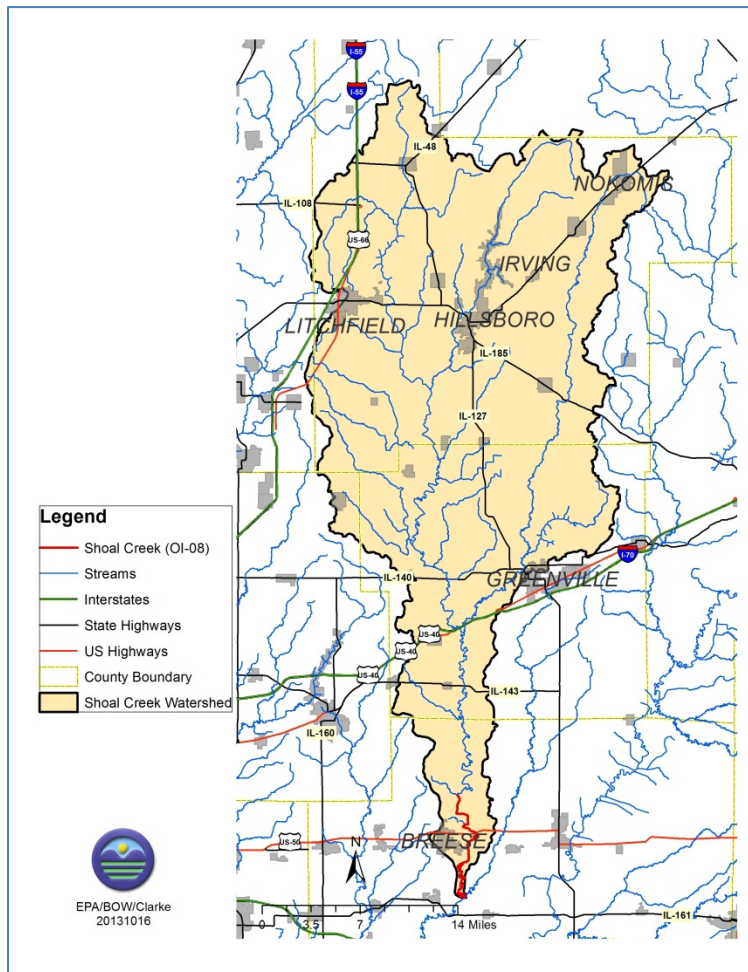 I-55
I-55
IL-48
NOKOMIS
IL-108
US-66
IRVING
LITCHFIELD
HILLSBORO
IL-185
IL-127
Legend
Shoal Creek (OI-08)
Streams
Interstates
State Highways
US Highways
County Boundary
Shoal Creek Watershed
I-70
IL-140
GREENVILLE
US-40
US-40
US-40
IL-143
IL-160
US-50
BREESE
N
EPA/BOW/Clarke
20131016
0 3.5 7 14 Miles
IL-161